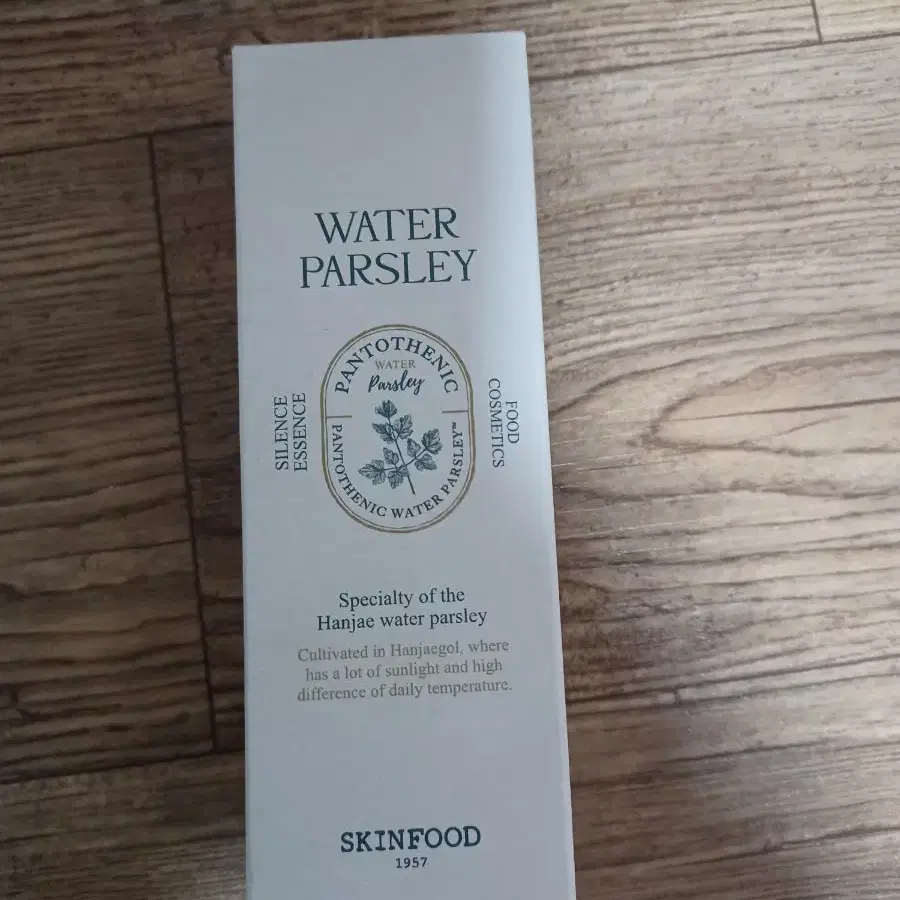 WATER
PARSLEY
PANTOTHENIC
WATER
Parsley
PANTOTHENIC WATER PARSLEY™
SILENCE
ESSENCE
FOOD
COSMETICS
Specialty of the
Hanjae water parsley
Cultivated in Hanjaegol, where
has a lot of sunlight and high
difference of daily temperature.
SKINFOOD
1957